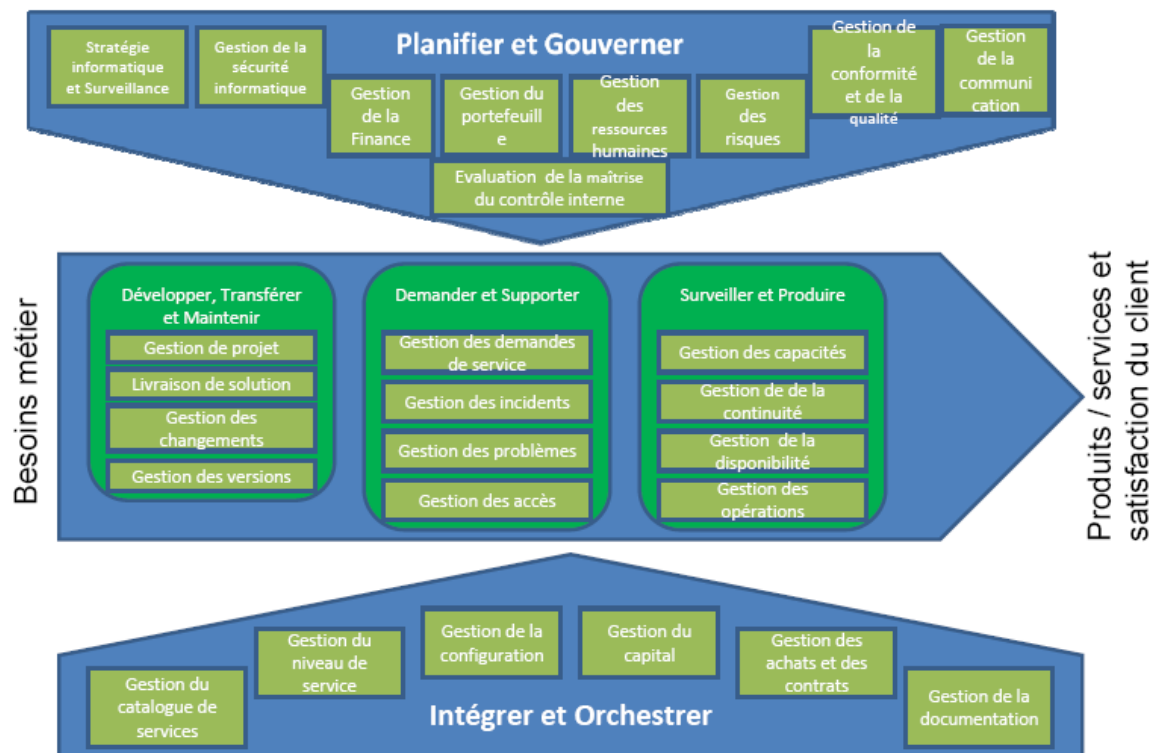 Planifier et Gouverner
Stratégie
informatique
et Surveillance
Gestion de la
sécurité
informatique
Gestion
de la
Finance
Gestion du
portefeuill
e
Gestion
des
ressources
humaines
Gestion
des
risques
Gestion de
la
conformité
et de la
qualité
Gestion
de la
communi
cation
Evaluation de la maîtrise
du contrôle interne
Besoins métier
Développer, Transférer
et Maintenir
Gestion de projet
Livraison de solution
Gestion des
changements
Gestion des versions
Demander et Supporter
Gestion des demandes
de service
Gestion des incidents
Gestion des problèmes
Gestion des accès
Surveiller et Produire
Gestion des capacités
Gestion de de la
continuité
Gestion de la
disponibilité
Gestion des
opérations
Produits / services et
satisfaction du client
Gestion du
catalogue de
services
Gestion du
niveau de
service
Gestion de la
configuration
Gestion du
capital
Gestion des
achats et des
contrats
Gestion de la
documentation
Intégrer et Orchestrer